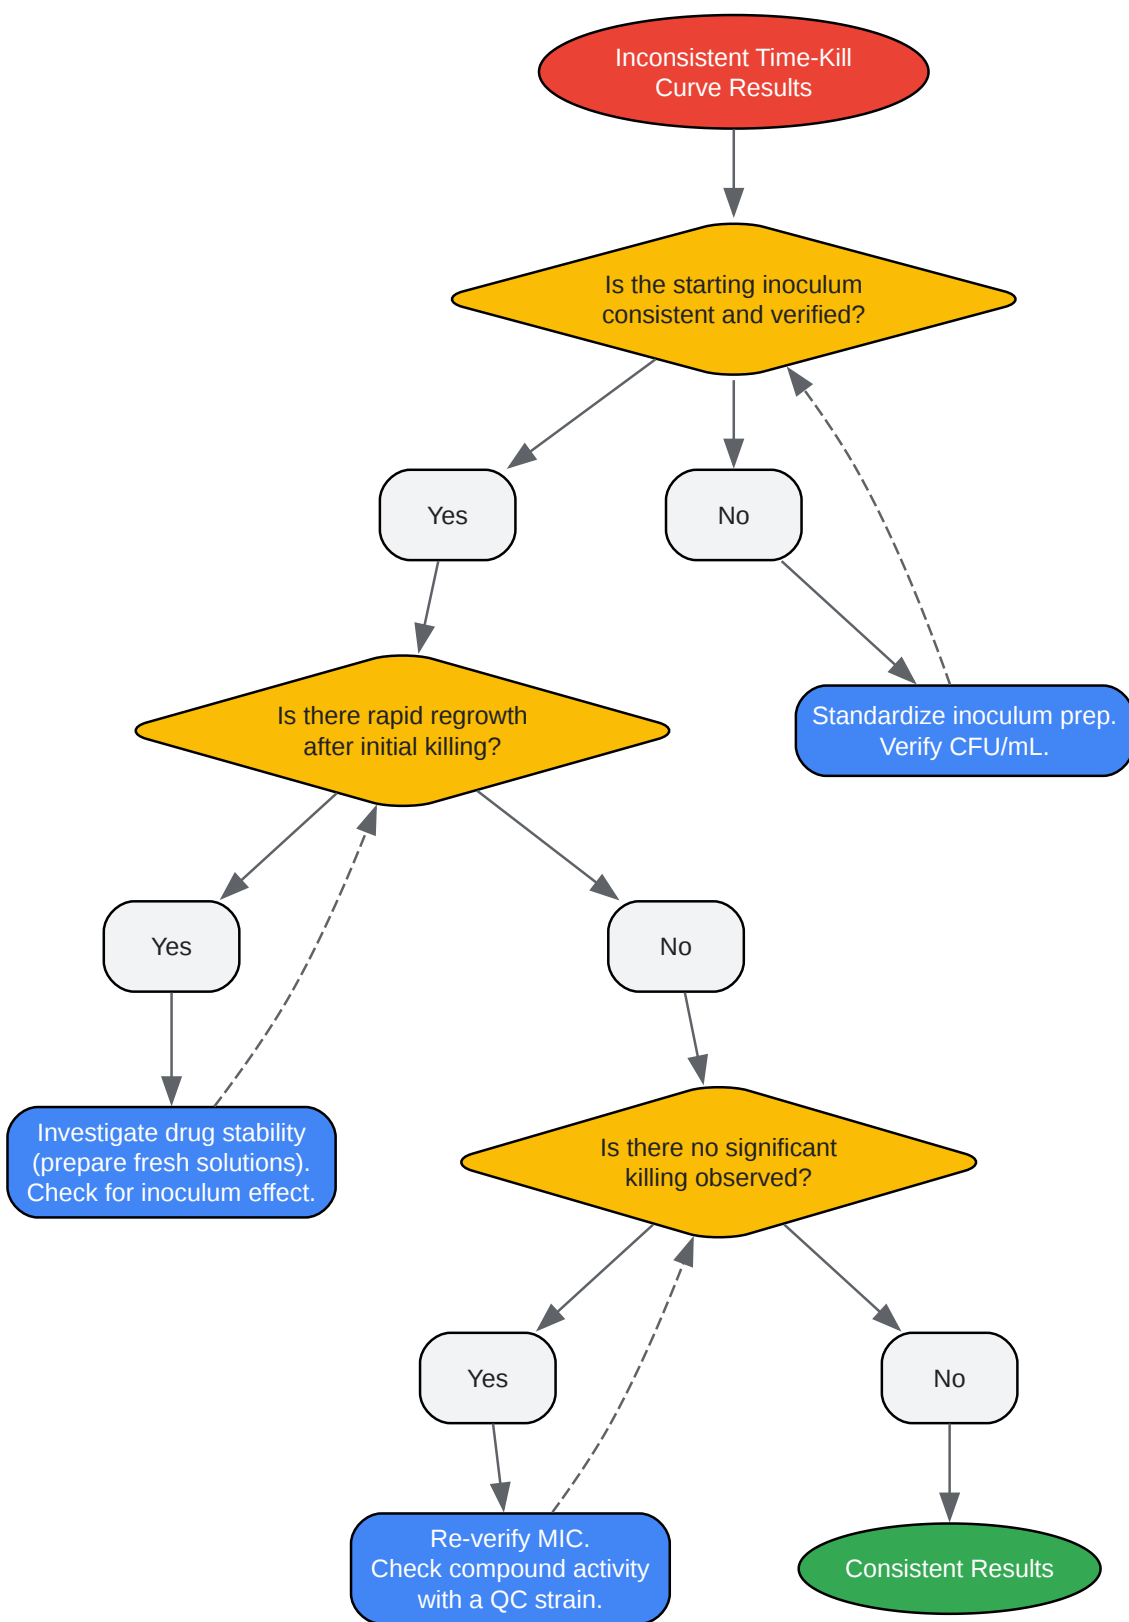 Inconsistent Time-Kill
Curve Results
Is the starting inoculum
consistent and verified?
Yes
No
Is there rapid regrowth
after initial killing?
Standardize inoculum prep.
Verify CFU/mL.
Yes
No
Investigate drug stability
(prepare fresh solutions).
Check for inoculum effect.
Is there no significant
killing observed?
Yes
No
Re-verify MIC.
Check compound activity
with a QC strain.
Consistent Results